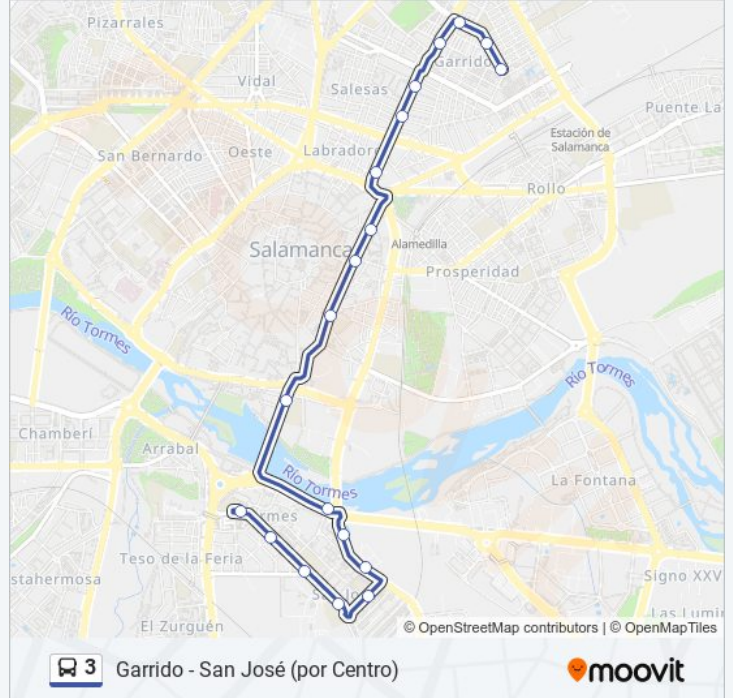 Pizarrales
Garrido
Vidal
Salesas
Puente La
Estación de
Salamanca
San Bernardo
Oeste
Labradore
Rollo
Salamanca
Alamedilla
Prosperidad
Río Tormes
Río Tormes
Chamberí
Arrabal
Río Tormes
La Fontana
rmes
Teso de la Feria
stahermosa
Signo XXV
El Zurguén
Las Lumi
© OpenStreetMap contributors | © OpenMapTiles
3 Garrido - San José (por Centro)
moovit